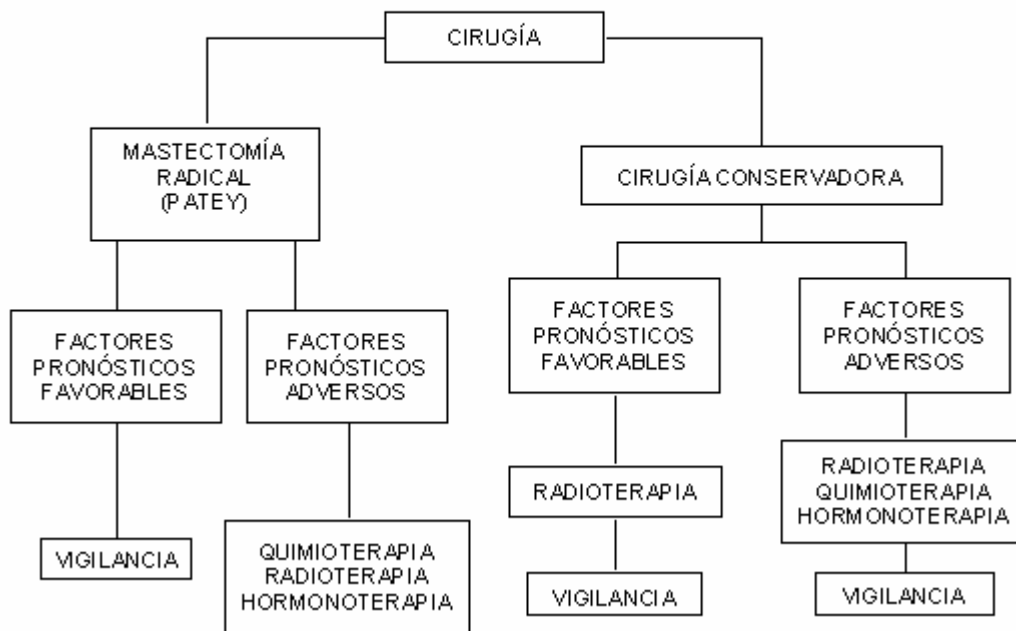 CIRUGÍA
MASTECTOMÍA
RADICAL
(PATEY)
CIRUGÍA CONSERVADORA
FACTORES
PRONÓSTICOS
FAVORABLES
FACTORES
PRONÓSTICOS
ADVERSOS
FACTORES
PRONÓSTICOS
FAVORABLES
FACTORES
PRONÓSTICOS
ADVERSOS
VIGILANCIA
QUIMIOTERAPIA
RADIOTERAPIA
HORMONOTERAPIA
RADIOTERAPIA
VIGILANCIA
RADIOTERAPIA
QUIMIOTERAPIA
HORMONOTERAPIA
VIGILANCIA